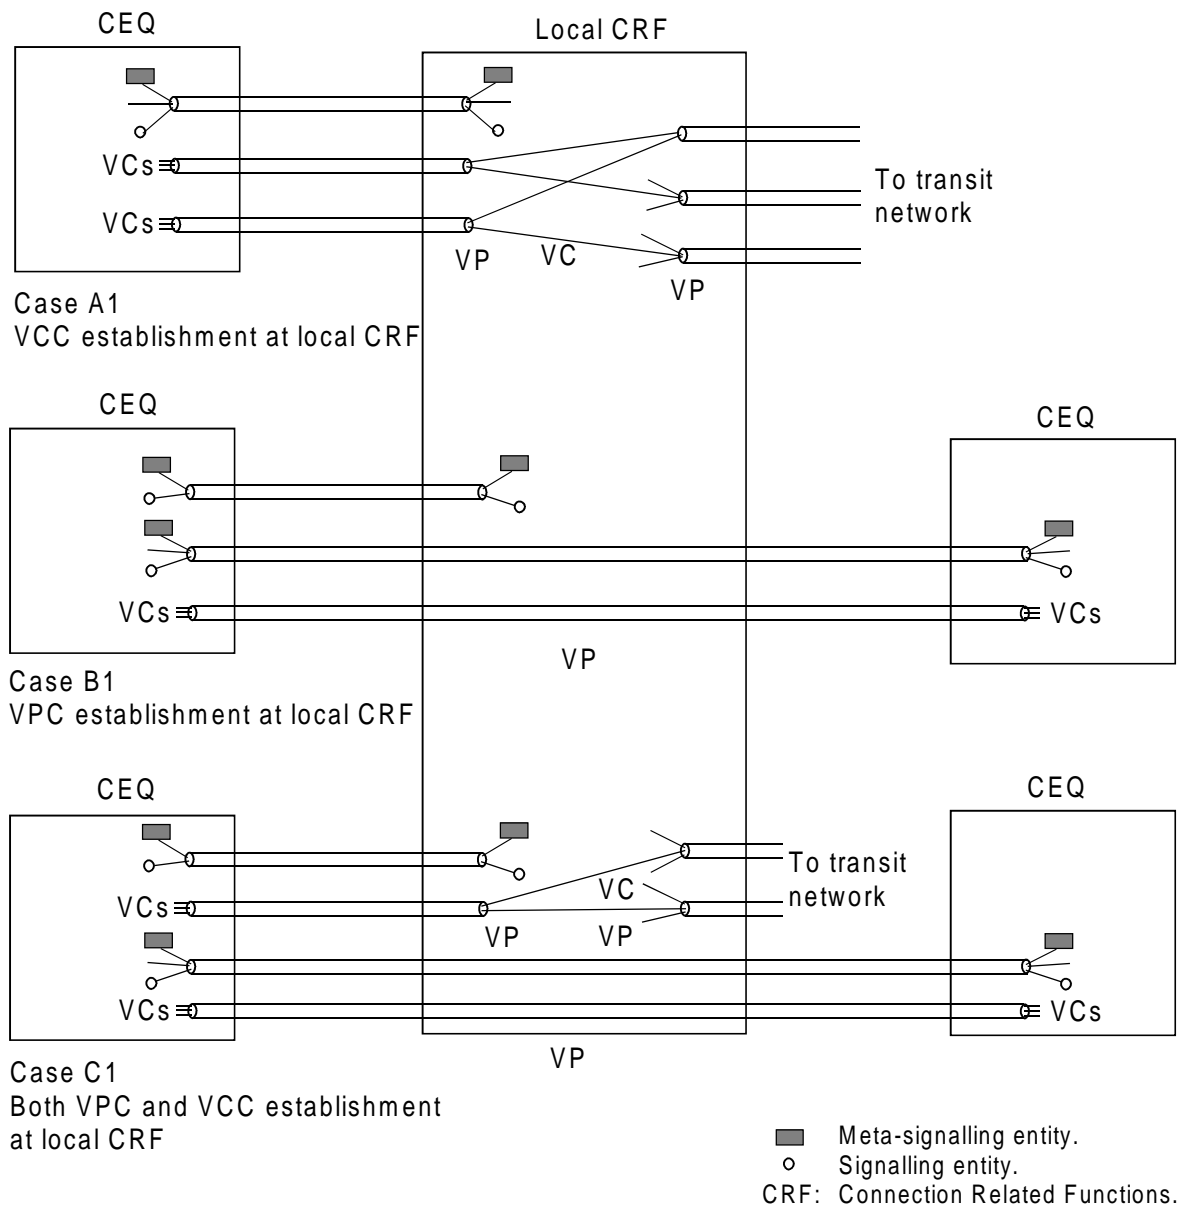 CEQ
Local CRF
VCs
VCs
To transit
network
VP
VC
VP
Case A1
VCC establishment at local CRF
CEQ
CEQ
VCs
VCs
VP
Case B1
VPC establishment at local CRF
CEQ
CEQ
To transit
network
VC
VCs
VP
VP
VCs
VCs
VP
Case C1
Both VPC and VCC establishment
at local CRF
Meta-signalling entity.
Signalling entity.
CRF: Connection Related Functions.